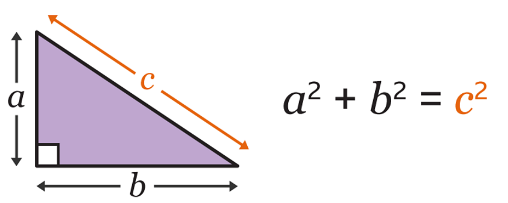 a
c
b
a² + b² = c²